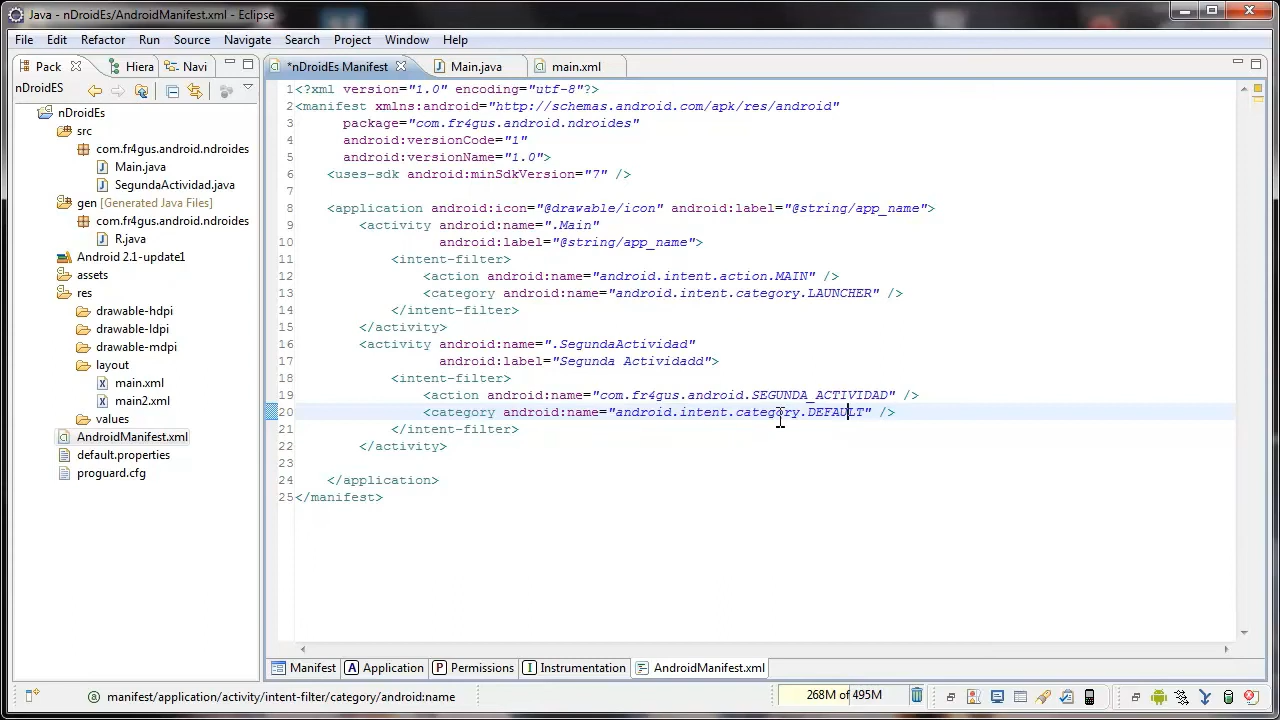 Java - nDroidEs/AndroidManifest.xml - Eclipse
File Edit Refactor Run Source Navigate Search Project Window Help
Pack Hiera Navi
*nDroidEs Manifest Main.java main.xml
nDroidES
nDroidEs
src
com.fr4gus.android.ndroides
Main.java
SegundaActividad.java
gen [Generated Java Files]
com.fr4gus.android.ndroides
R.java
Android 2.1-update1
assets
res
drawable-hdpi
drawable-ldpi
drawable-mdpi
layout
main.xml
main2.xml
values
AndroidManifest.xml
default.properties
proguard.cfg
1 <?xml version="1.0" encoding="utf-8"?>
2 <manifest xmlns:android="http://schemas.android.com/apk/res/android"
3 package="com.fr4gus.android.ndroides"
4 android:versionCode="1"
5 android:versionName="1.0">
6 <uses-sdk android:minSdkVersion="7" />
7
8 <application android:icon="@drawable/icon" android:label="@string/app_name">
9 <activity android:name=".Main"
10 android:label="@string/app_name">
11 <intent-filter>
12 <action android:name="android.intent.action.MAIN" />
13 <category android:name="android.intent.category.LAUNCHER" />
14 </intent-filter>
15 </activity>
16 <activity android:name=".SegundaActividad"
17 android:label="Segunda Actividadd">
18 <intent-filter>
19 <action android:name="com.fr4gus.android.SEGUNDA_ACTIVIDAD" />
20 <category android:name="android.intent.category.DEFAULT" />
21 </intent-filter>
22 </activity>
23
24 </application>
25 </manifest>
Manifest A Application P Permissions I Instrumentation AndroidManifest.xml
manifest/application/activity/intent-filter/category/android:name
268M of 495M